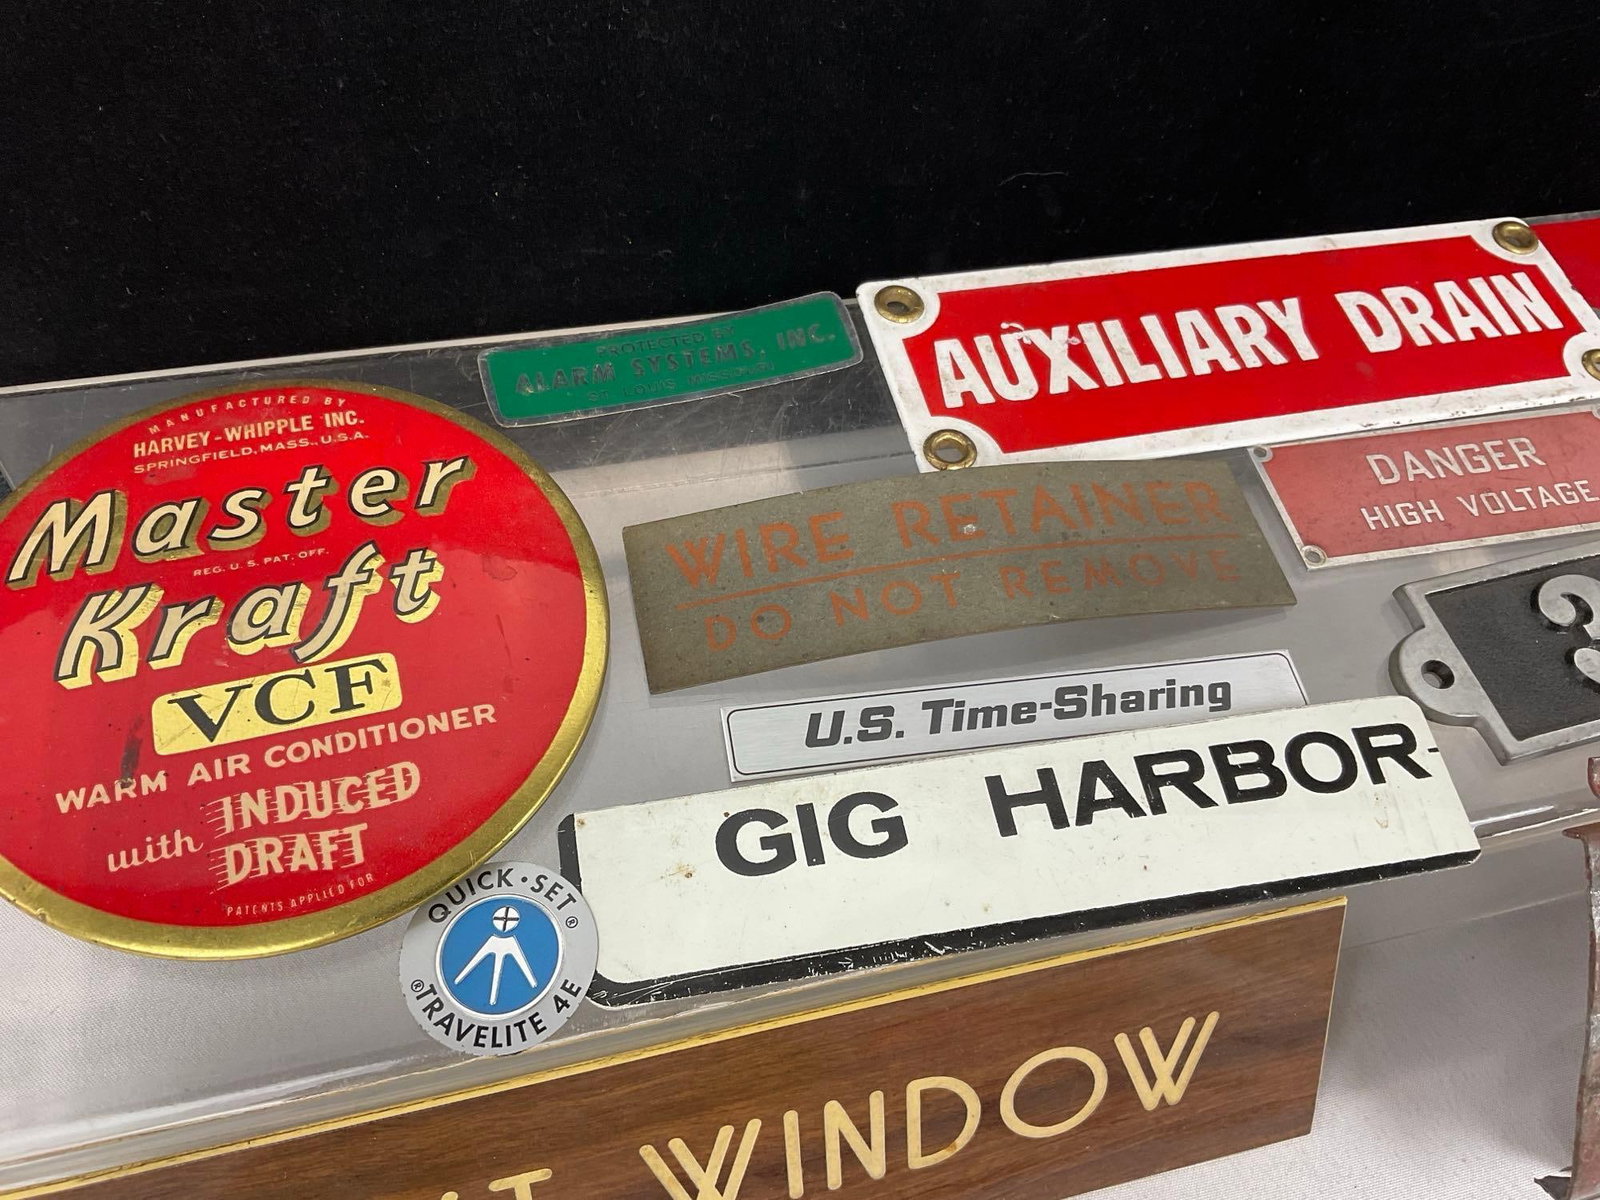 MANUFACTURED BY
HARVEY-WHIPPLE INC.
SPRINGFIELD, MASS., U.S.A.
Master
Kraft
REG. U.S. PAT. OFF.
VCF
WARM AIR CONDITIONER
with INDUCED
DRAFT
PATENTS APPLIED FOR
PROTECTED BY
ALARM SYSTEMS, INC.
ST. LOUIS MISSOURI
AUXILIARY DRAIN
DANGER
HIGH VOLTAGE
WIRE RETAINER
DO NOT REMOVE
3
U.S. Time-Sharing
GIG HARBOR-
QUICK·SET®
®TRAVELITE 4E
WINDOW